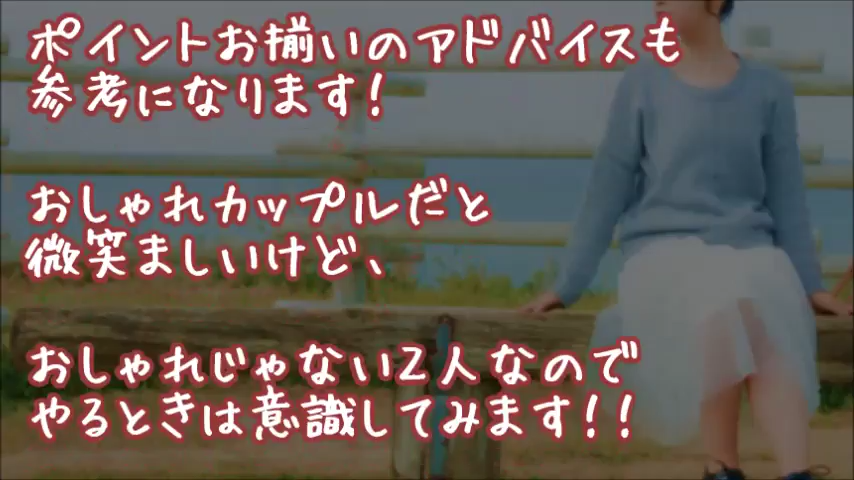 ポイントお揃いのアドバイスも
参考になります！
おしゃれカップルだと
微笑ましいけど、
おしゃれじゃない2人なので
やるときは意識してみます！！